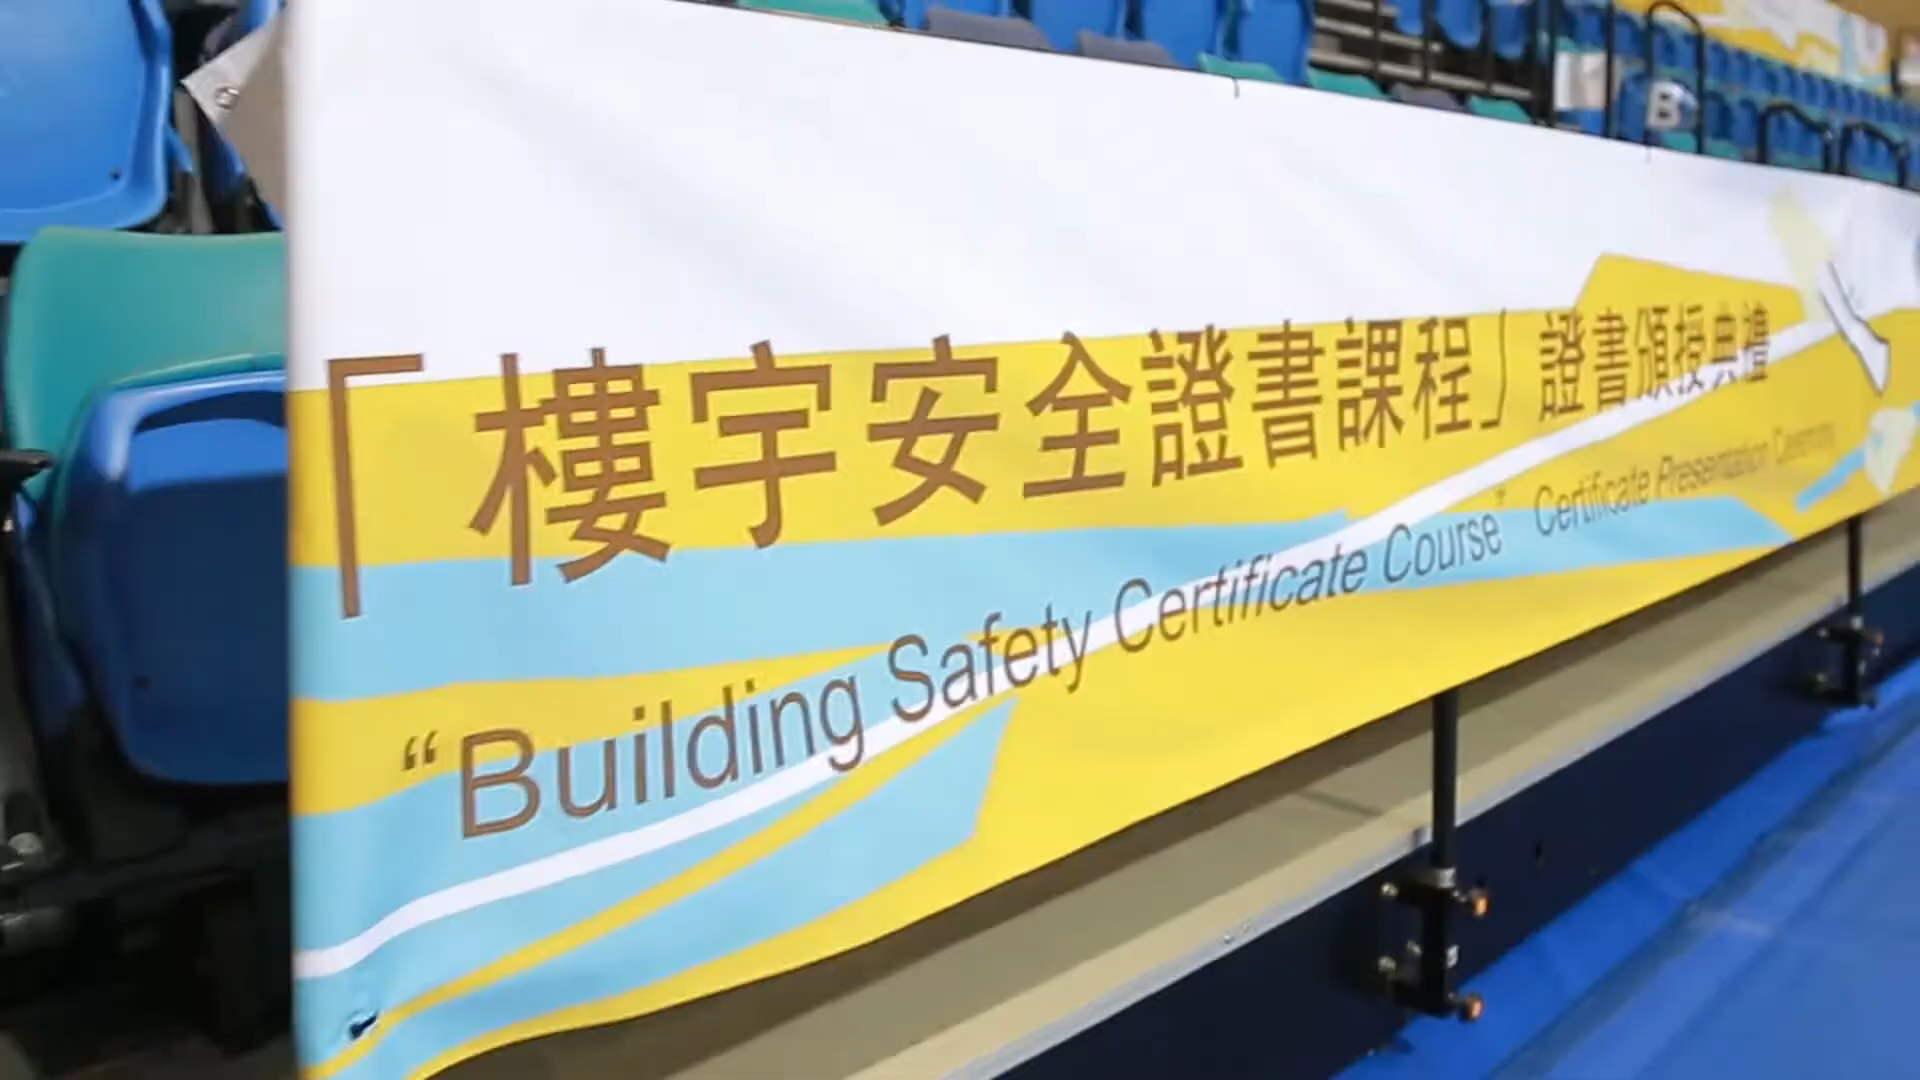 B
「樓宇安全證書課程」證書頒授典禮
“Building Safety Certificate Course” Certificate Presentation Ceremony